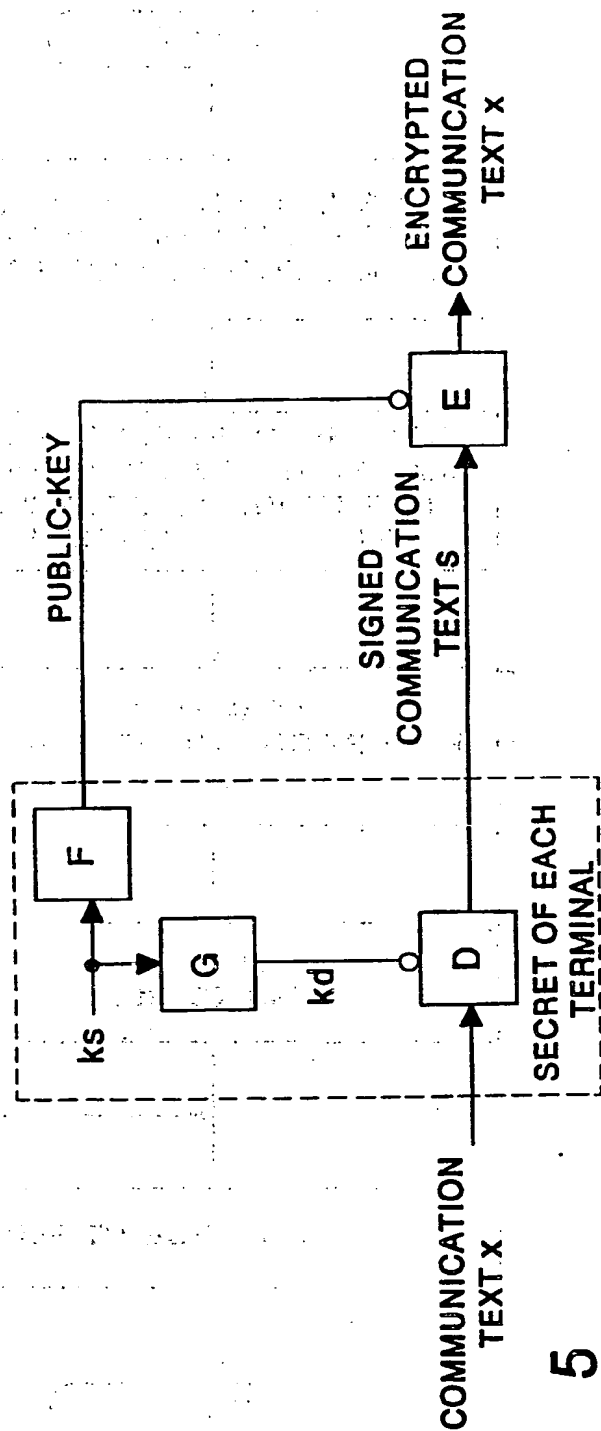 PUBLIC-KEY
F
ks
G
kd
D
E
SECRET OF EACH
TERMINAL
SIGNED
COMMUNICATION
TEXT S
ENCRYPTED
COMMUNICATION
TEXT X
COMMUNICATION
TEXT X
5